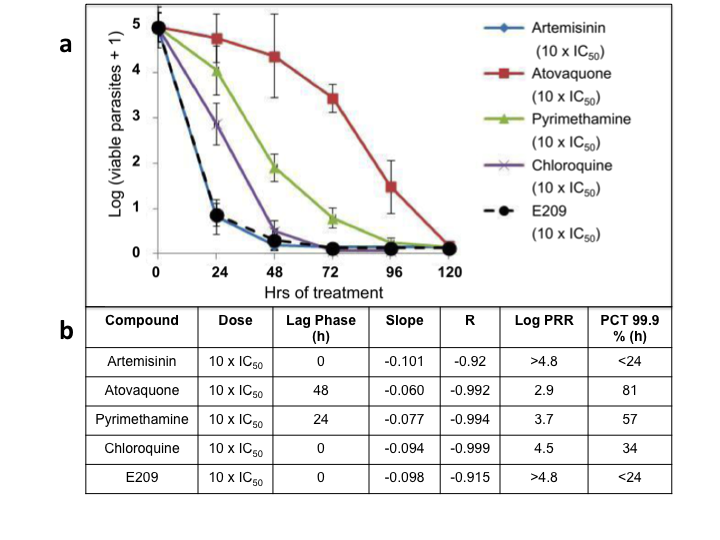 a
Log (viable parasites + 1)
5
4
3
2
1
0
0 24 48 72 96 120
Hrs of treatment
Artemisinin
(10 x IC50)
Atovaquone
(10 x IC50)
Pyrimethamine
(10 x IC50)
Chloroquine
(10 x IC50)
E209
(10 x IC50)
b
Compound Dose Lag Phase (h) Slope R Log PRR PCT 99.9 % (h)
Artemisinin 10 x IC50 0 -0.101 -0.92 >4.8 <24
Atovaquone 10 x IC50 48 -0.060 -0.992 2.9 81
Pyrimethamine 10 x IC50 24 -0.077 -0.994 3.7 57
Chloroquine 10 x IC50 0 -0.094 -0.999 4.5 34
E209 10 x IC50 0 -0.098 -0.915 >4.8 <24